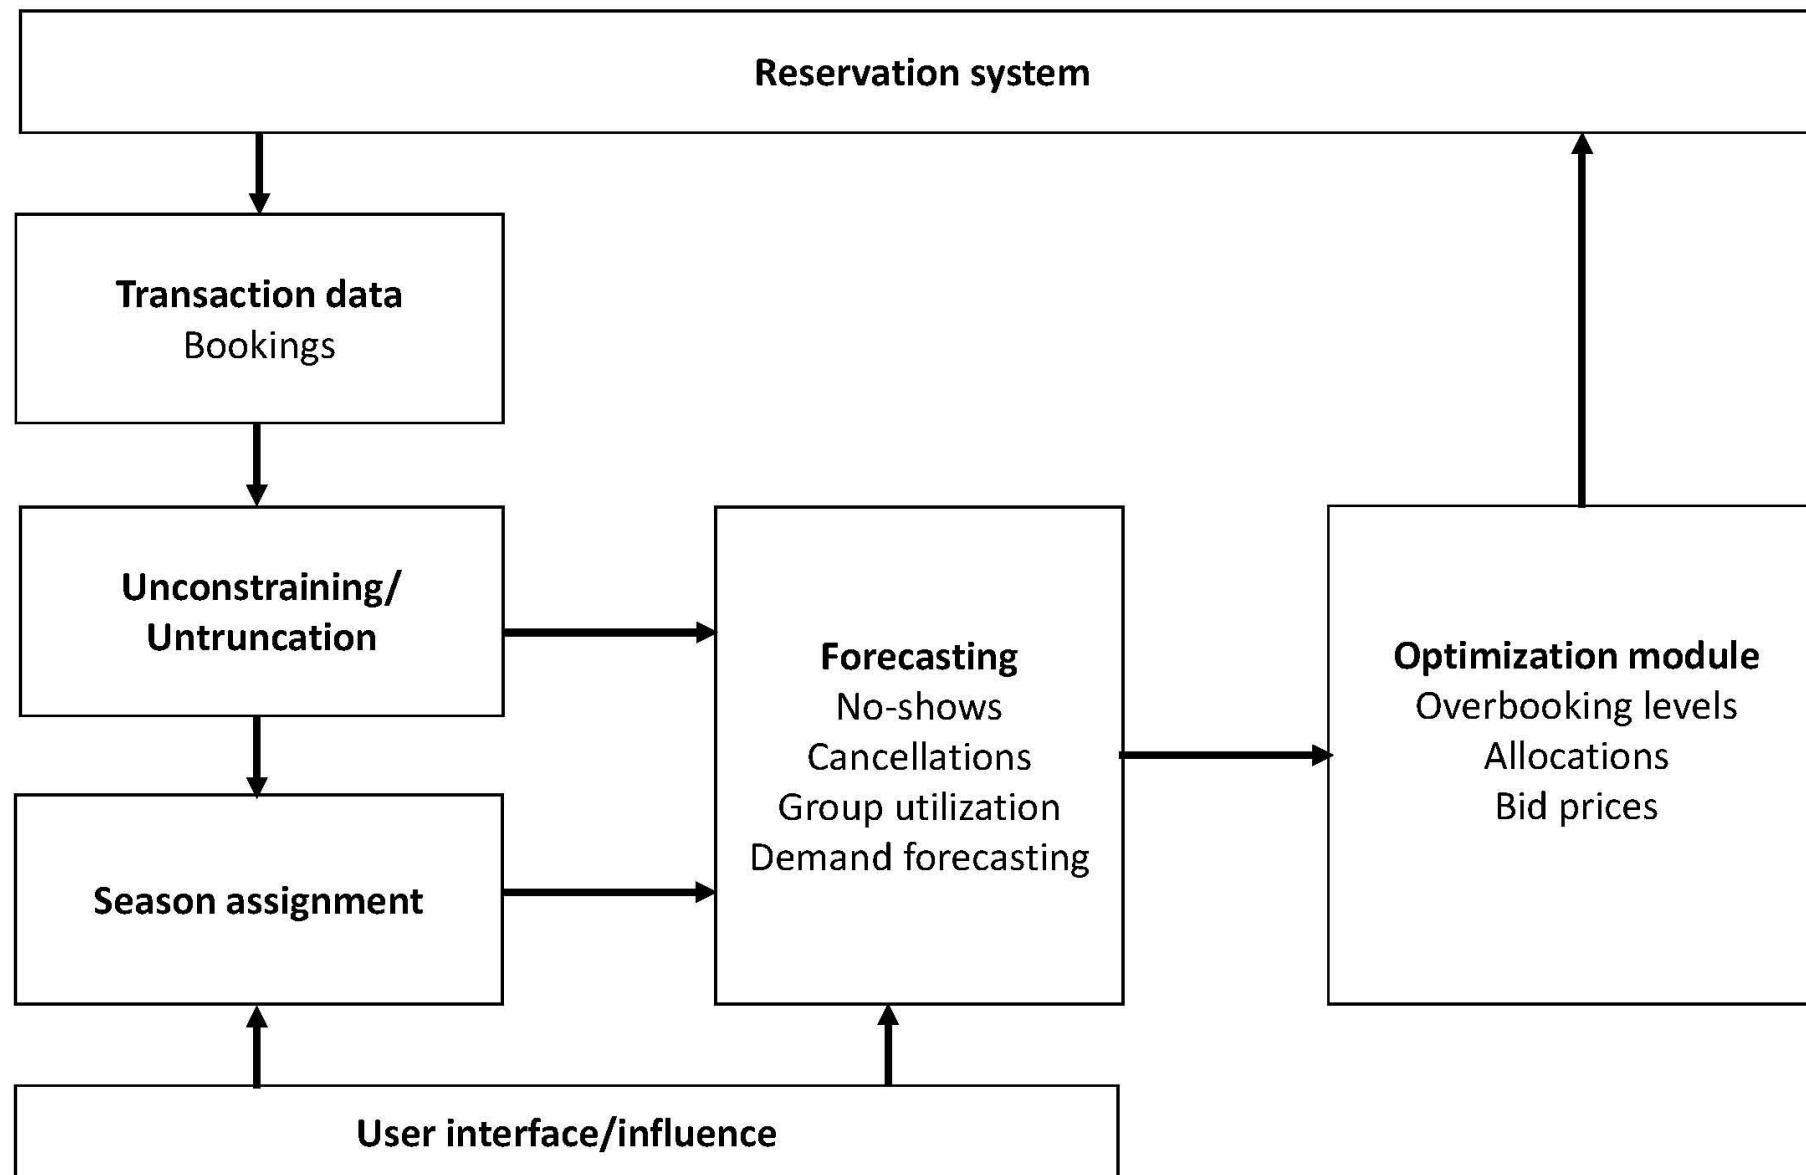 Reservation system
Transaction data
Bookings
Unconstraining/
Untruncation
Forecasting
No-shows
Cancellations
Group utilization
Demand forecasting
Optimization module
Overbooking levels
Allocations
Bid prices
Season assignment
User interface/influence